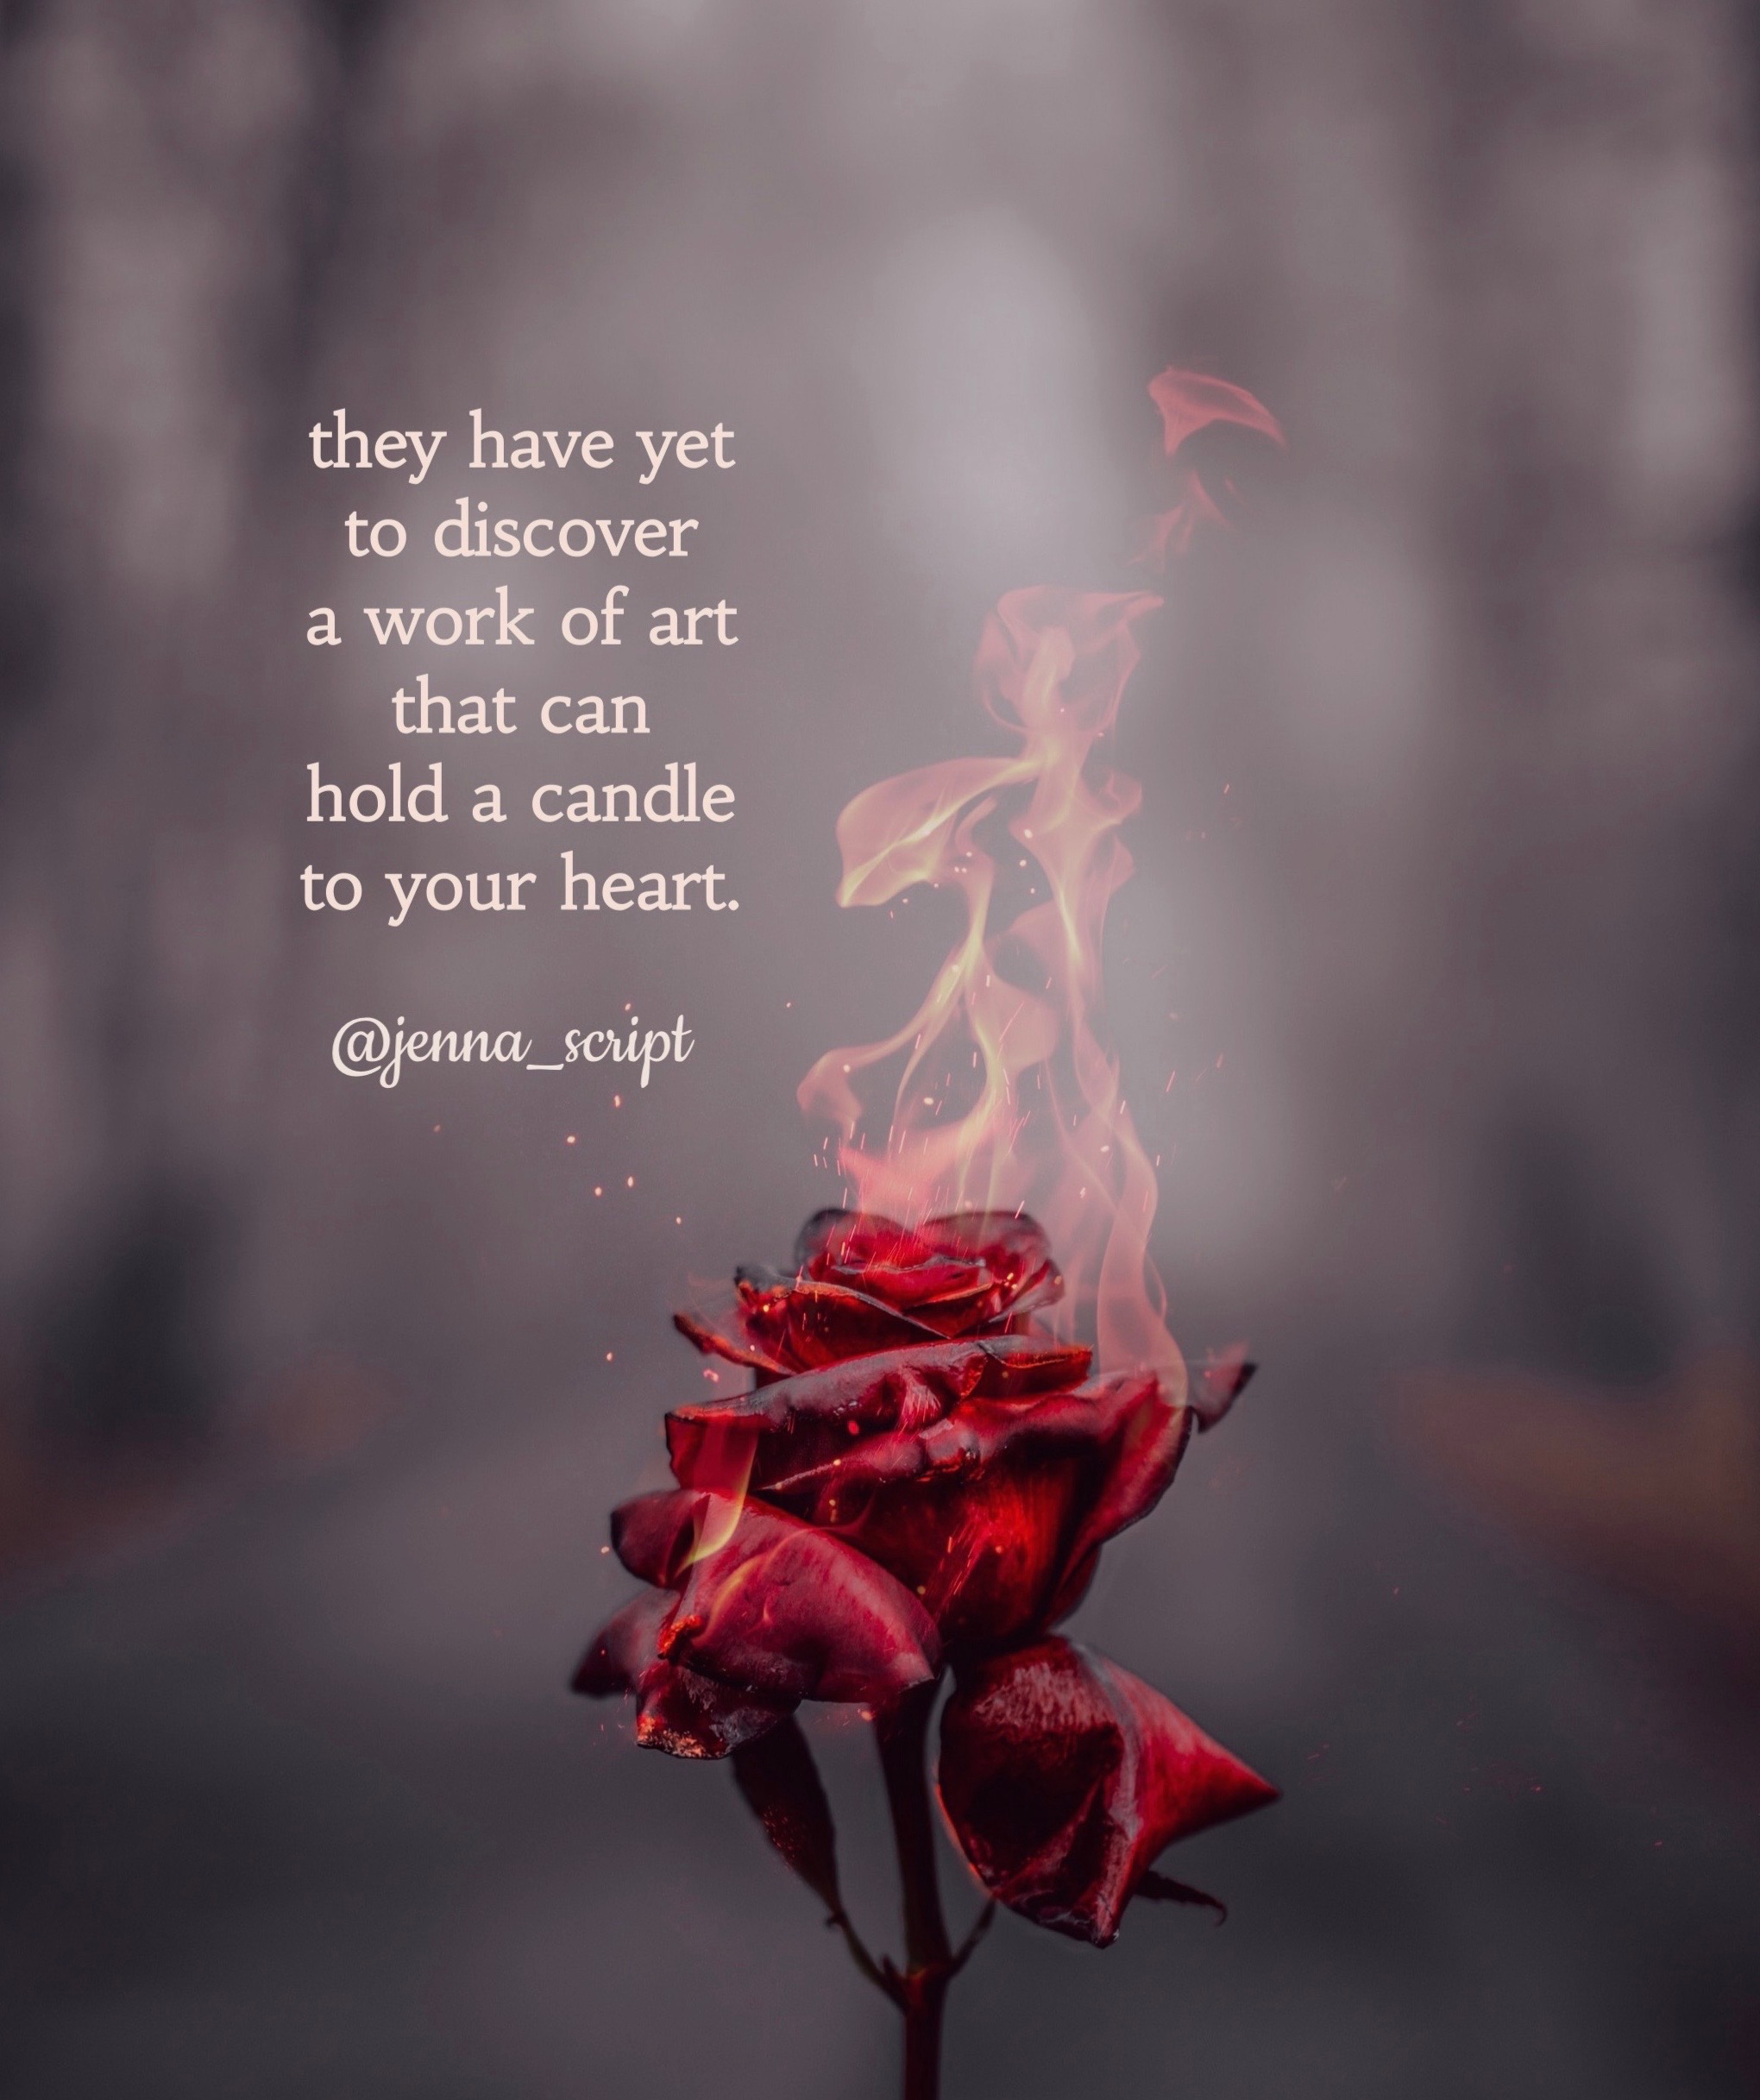 they have yet
to discover
a work of art
that can
hold a candle
to your heart.
@jenna_script